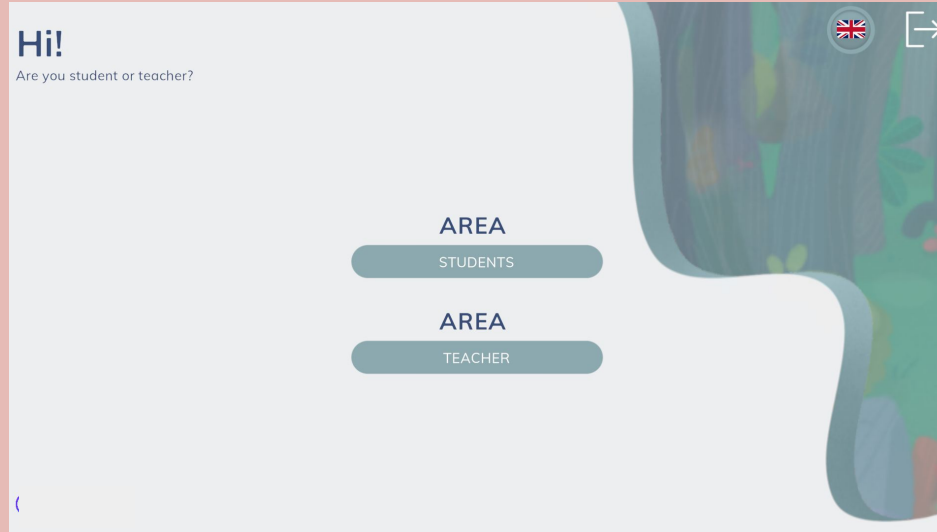 Hi!
Are you student or teacher?
AREA
STUDENTS
AREA
TEACHER